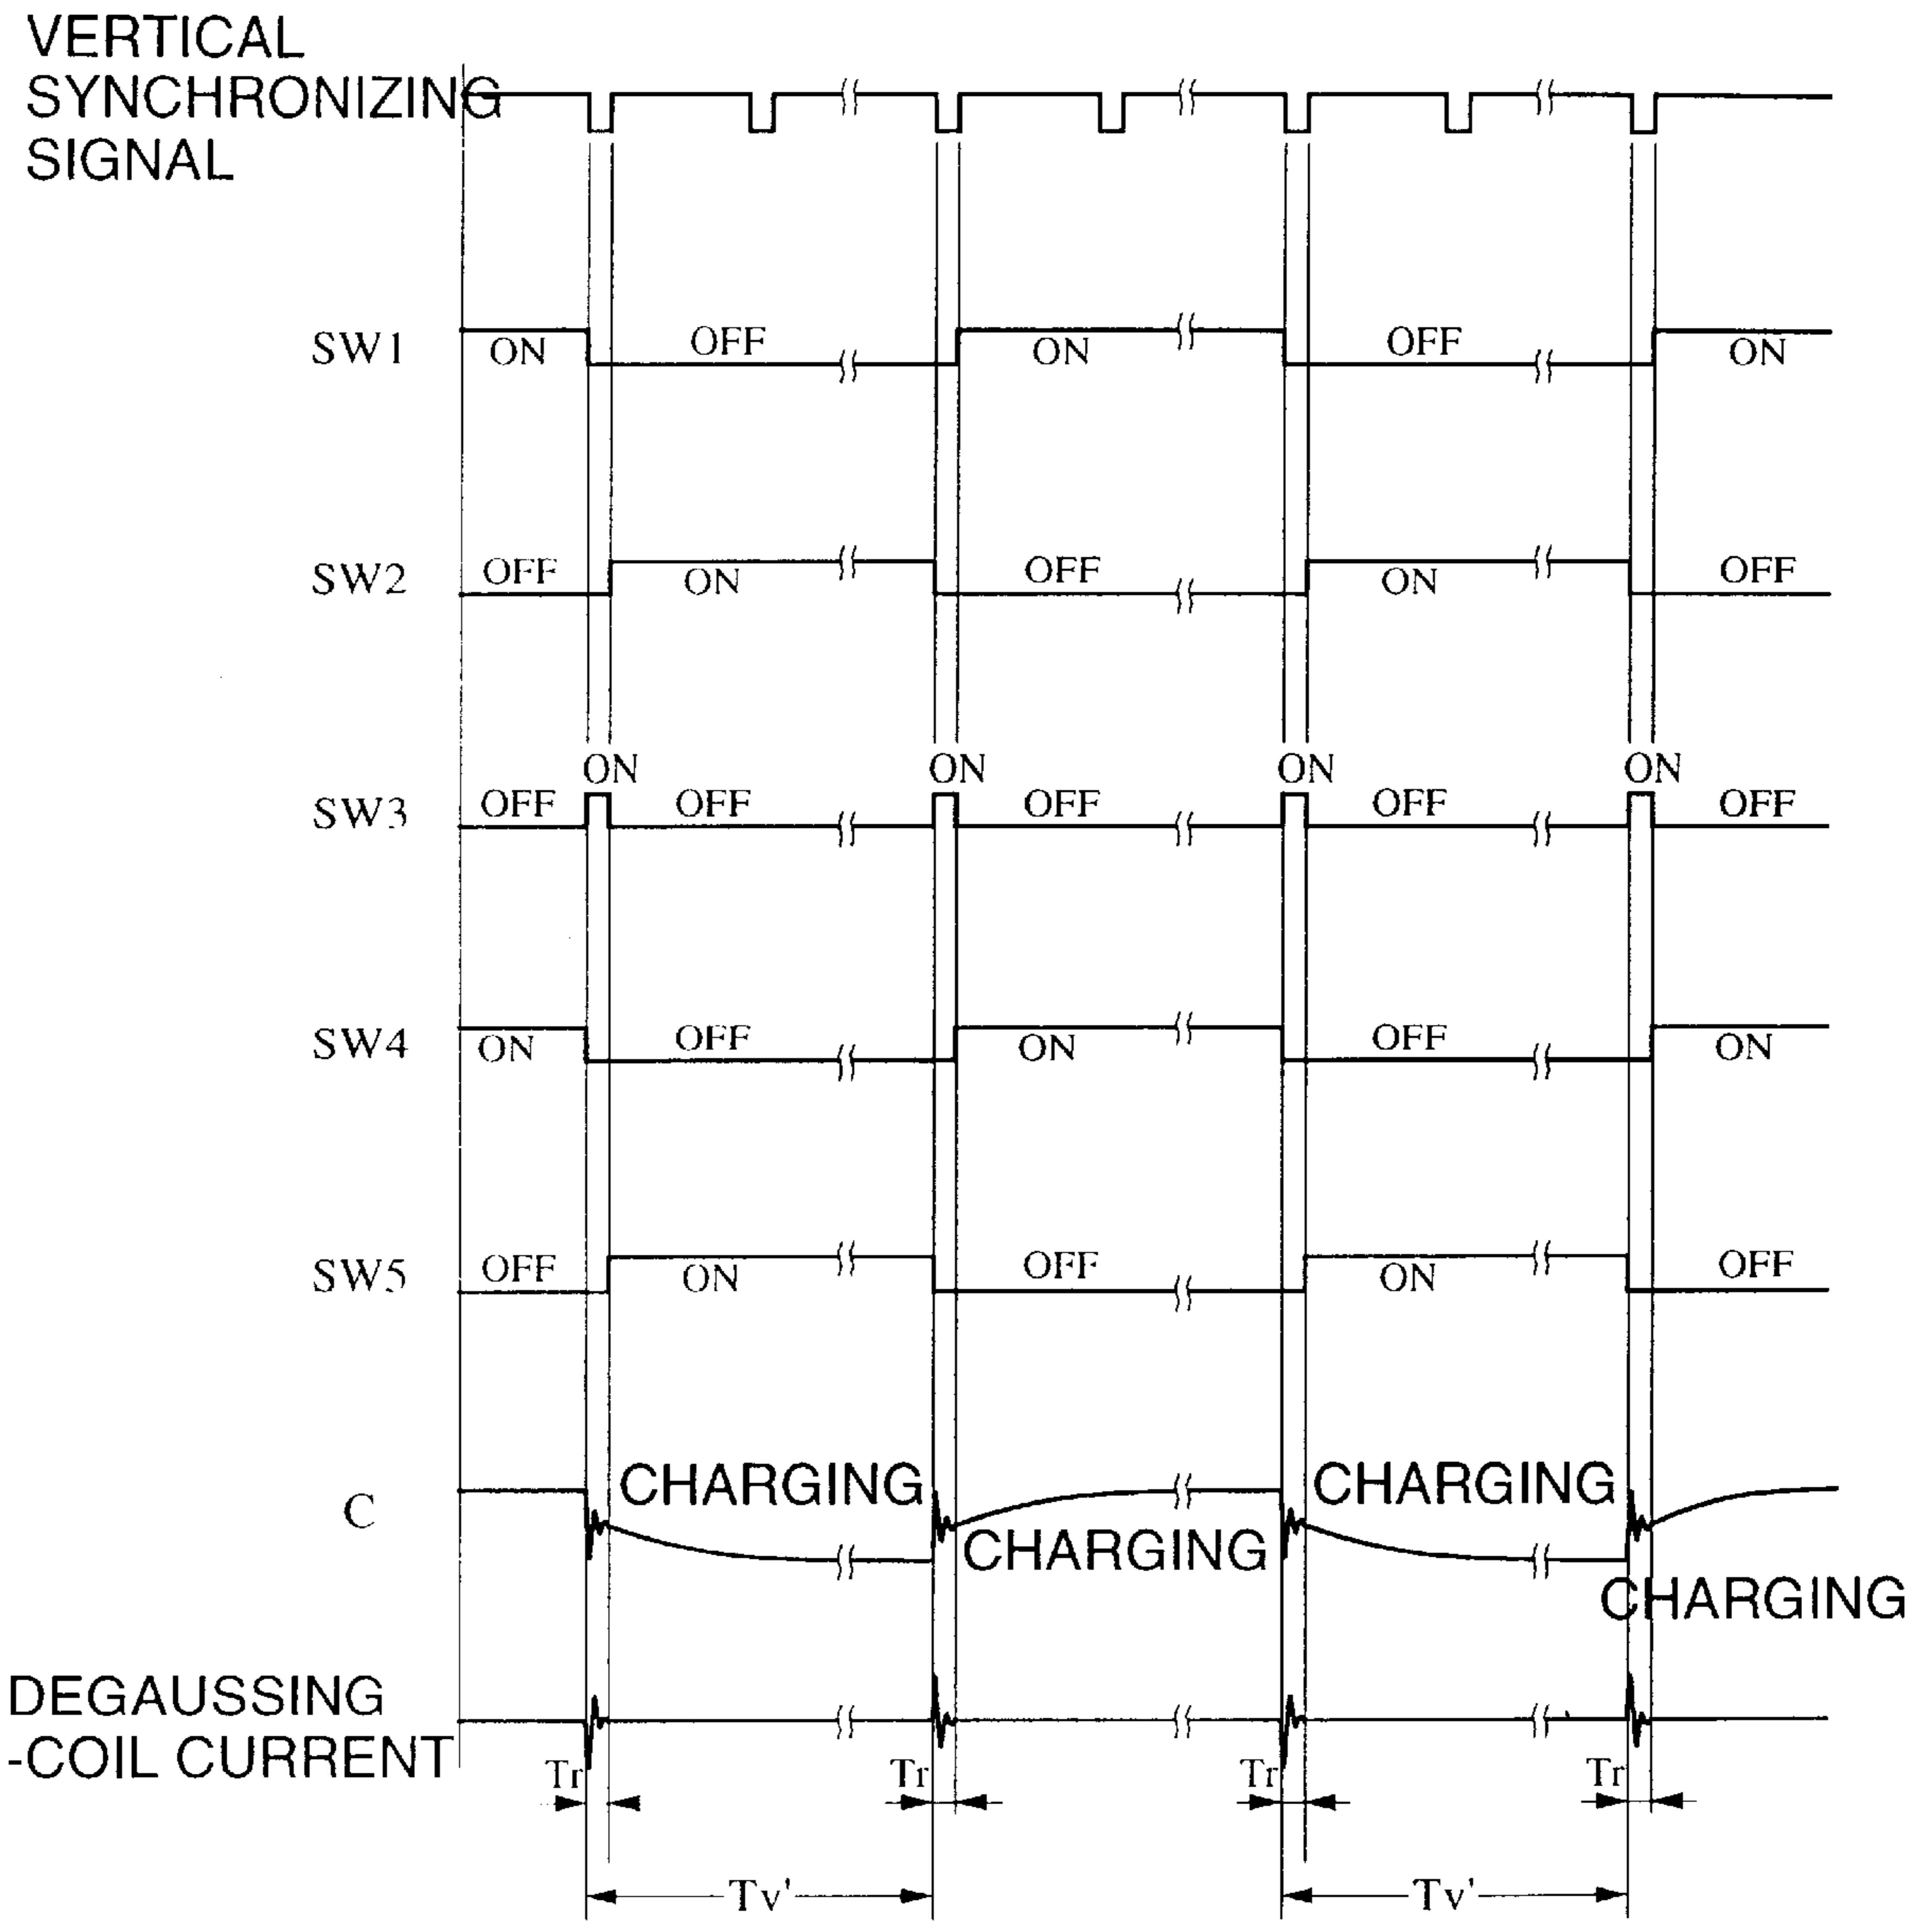 VERTICAL
SYNCHRONIZING
SIGNAL
SW1 ON OFF ON OFF ON
SW2 OFF ON OFF ON OFF
ON ON ON ON
SW3 OFF OFF OFF OFF OFF
SW4 ON OFF ON OFF ON
SW5 OFF ON OFF ON OFF
C CHARGING CHARGING
CHARGING
CHARGING
DEGAUSSING
-COIL CURRENT
Tr Tr Tr Tr
Tv' Tv'